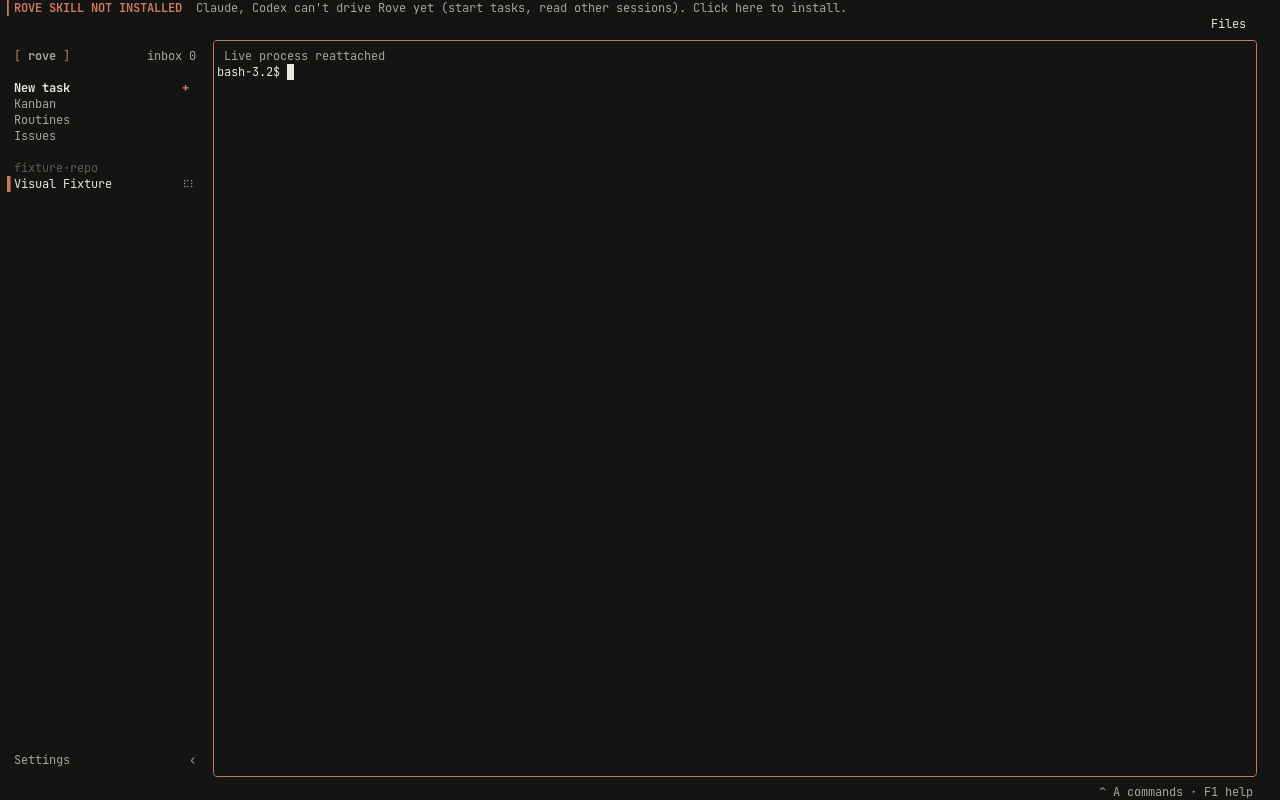 ROVE SKILL NOT INSTALLED  Claude, Codex can't drive Rove yet (start tasks, read other sessions). Click here to install.
Files
[ rove ] inbox 0
Live process reattached
bash-3.2$
New task +
Kanban
Routines
Issues
fixture-repo
Visual Fixture
Settings ‹
^ A commands · F1 help